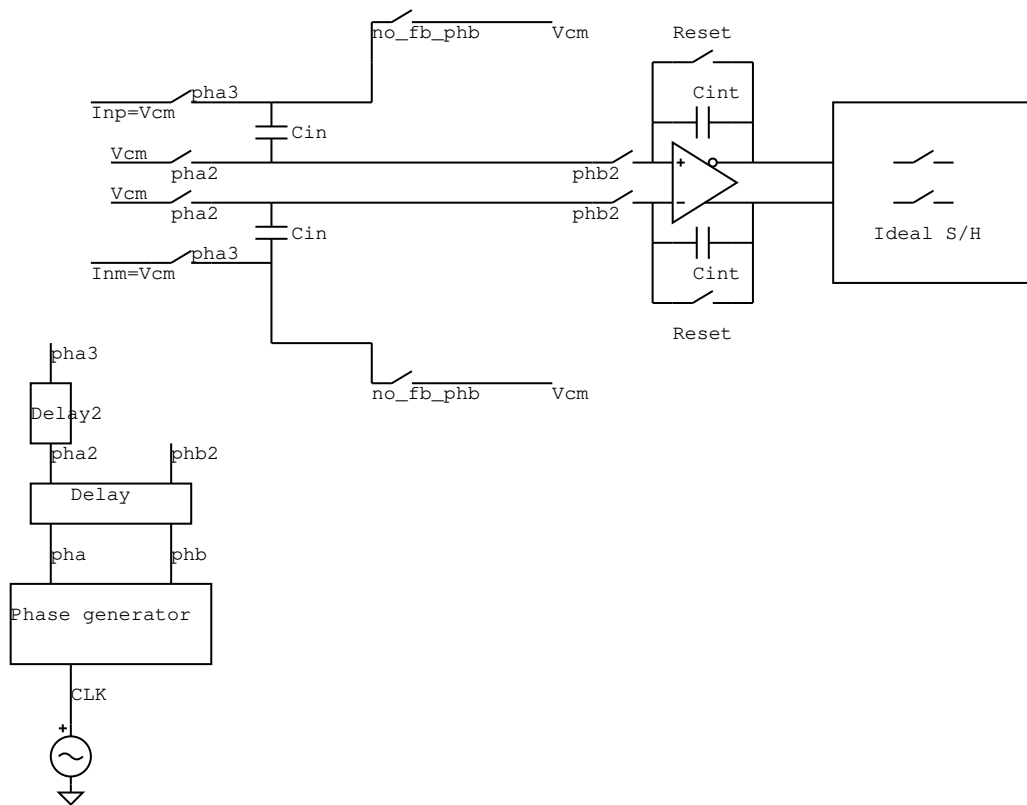 no_fb_phb
Vcm
Reset
pha3
Inp=Vcm
Cint
Cin
Vcm
pha2
phb2
+
Vcm
pha2
phb2
−
Cin
Ideal S/H
pha3
Inm=Vcm
Cint
Reset
pha3
no_fb_phb
Vcm
Delay2
pha2
phb2
Delay
pha
phb
Phase generator
CLK
+